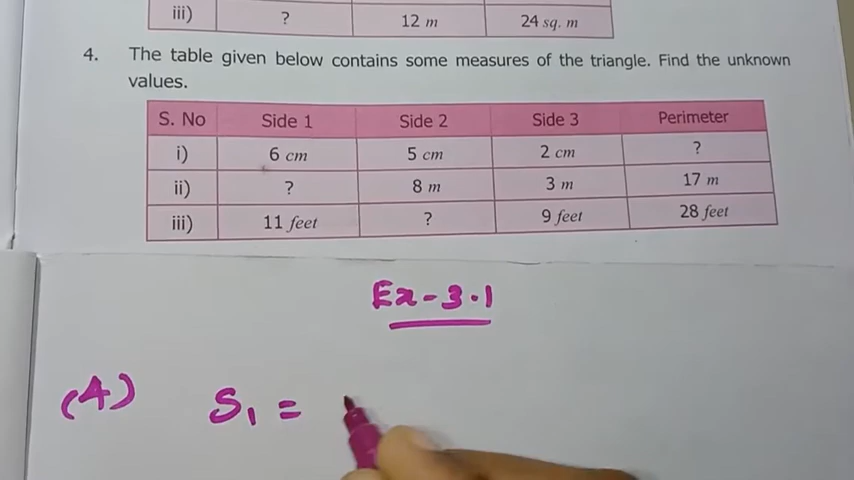 iii) ? 12 m 24 sq. m
4. The table given below contains some measures of the triangle. Find the unknown
values.
S. No Side 1 Side 2 Side 3 Perimeter
i) 6 cm 5 cm 2 cm ?
ii) ? 8 m 3 m 17 m
iii) 11 feet ? 9 feet 28 feet
Ex-3.1
(4) S₁ =